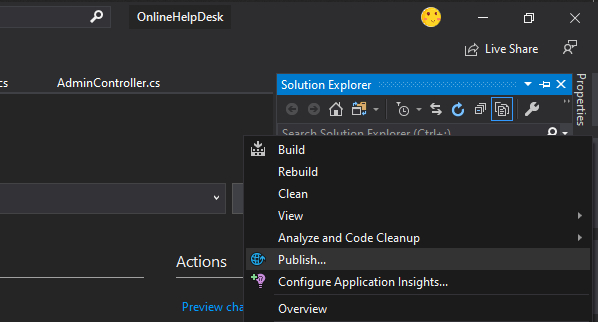 OnlineHelpDesk
Live Share
cs
AdminController.cs
Solution Explorer
Properties
Search Solution Explorer (Ctrl+;)
Build
Rebuild
Clean
View
Analyze and Code Cleanup
Actions
Publish...
Configure Application Insights...
Preview cha
Overview